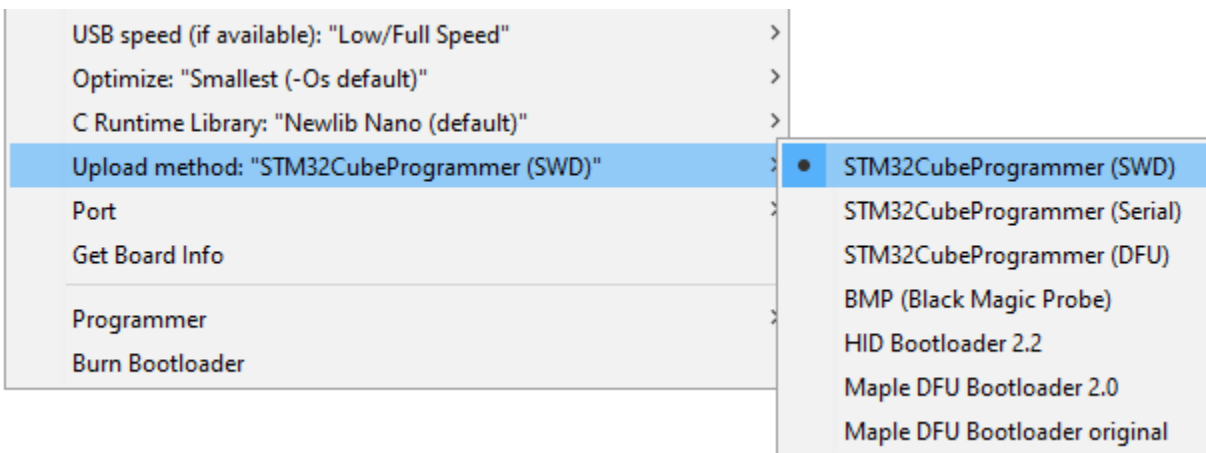 USB speed (if available): "Low/Full Speed"
Optimize: "Smallest (-Os default)"
C Runtime Library: "Newlib Nano (default)"
Upload method: "STM32CubeProgrammer (SWD)"
Port
Get Board Info
Programmer
Burn Bootloader
STM32CubeProgrammer (SWD)
STM32CubeProgrammer (Serial)
STM32CubeProgrammer (DFU)
BMP (Black Magic Probe)
HID Bootloader 2.2
Maple DFU Bootloader 2.0
Maple DFU Bootloader original